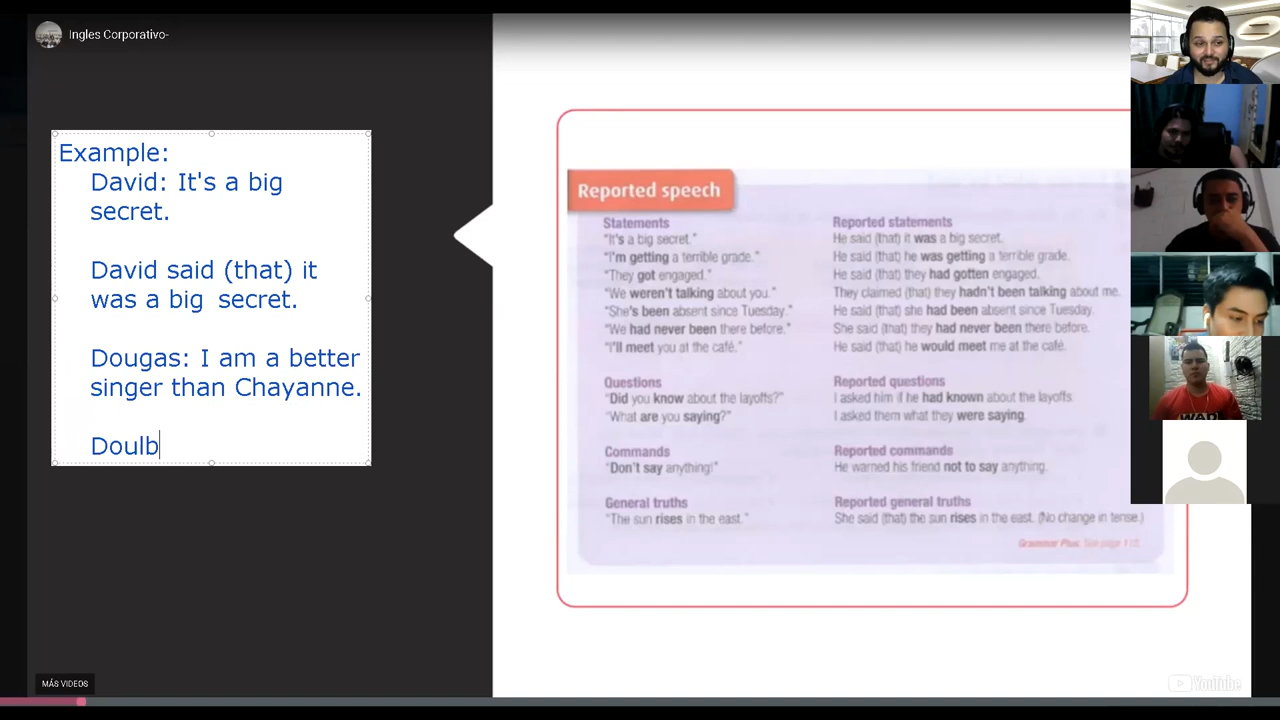 Ingles Corporativo-
Example:
David: It's a big
secret.
David said (that) it
was a big secret.
Dougas: I am a better
singer than Chayanne.
Doulb
Reported speech
Statements
"It's a big secret."
"I'm getting a terrible grade."
"They got engaged."
"We weren't talking about you."
"She's been absent since Tuesday."
"We had never been there before."
"I'll meet you at the café."
Reported statements
He said (that) it was a big secret.
He said (that) he was getting a terrible grade.
He said (that) they had gotten engaged.
They claimed (that) they hadn't been talking about me.
He said (that) she had been absent since Tuesday.
She said (that) they had never been there before.
He said (that) he would meet me at the café.
Questions
"Did you know about the layoffs?"
"What are you saying?"
Reported questions
I asked him if he had known about the layoffs.
I asked them what they were saying.
Commands
"Don't say anything!"
Reported commands
He warned his friend not to say anything.
General truths
"The sun rises in the east."
Reported general truths
She said (that) the sun rises in the east. (No change in tense.)
Grammar Plus: See page 115.
MÁS VIDEOS
YouTube